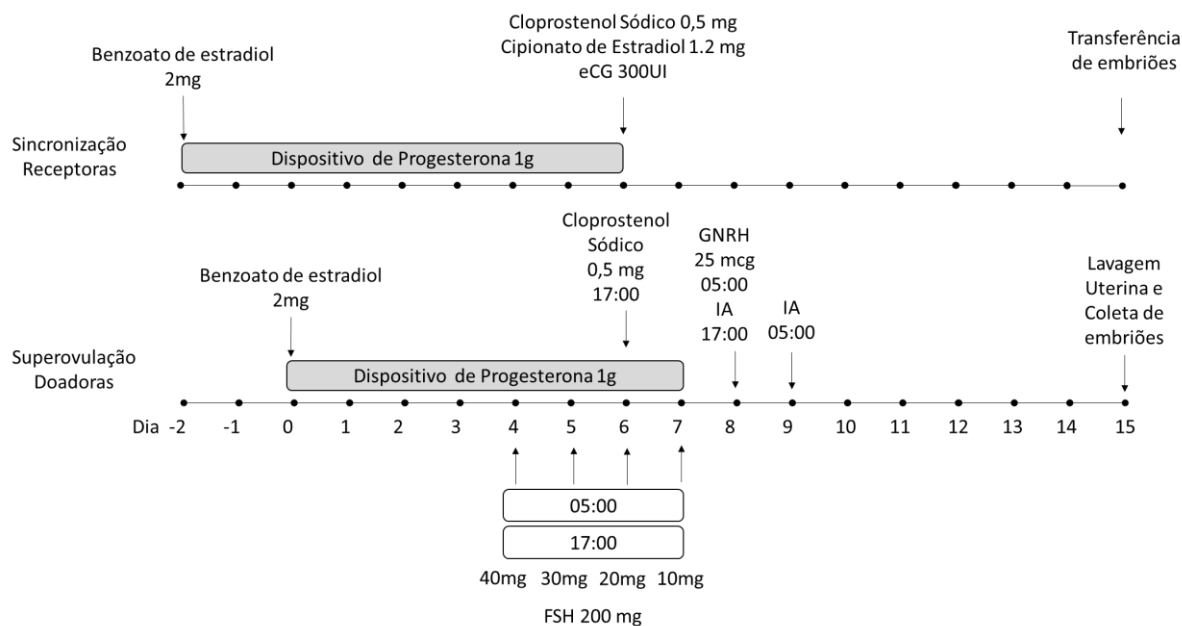 Cloprostenol Sódico 0,5 mg
Cipionato de Estradiol 1.2 mg
eCG 300UI
Benzoato de estradiol
2mg
Transferência
de embriões
Sincronização
Receptoras
Dispositivo de Progesterona 1g
Cloprostenol
Sódico
0,5 mg
17:00
GNRH
25 mcg
05:00
IA
17:00
IA
05:00
Benzoato de estradiol
2mg
Lavagem
Uterina e
Coleta de
embriões
Superovulação
Doadoras
Dispositivo de Progesterona 1g
Dia -2 -1 0 1 2 3 4 5 6 7 8 9 10 11 12 13 14 15
05:00
17:00
40mg 30mg 20mg 10mg
FSH 200 mg